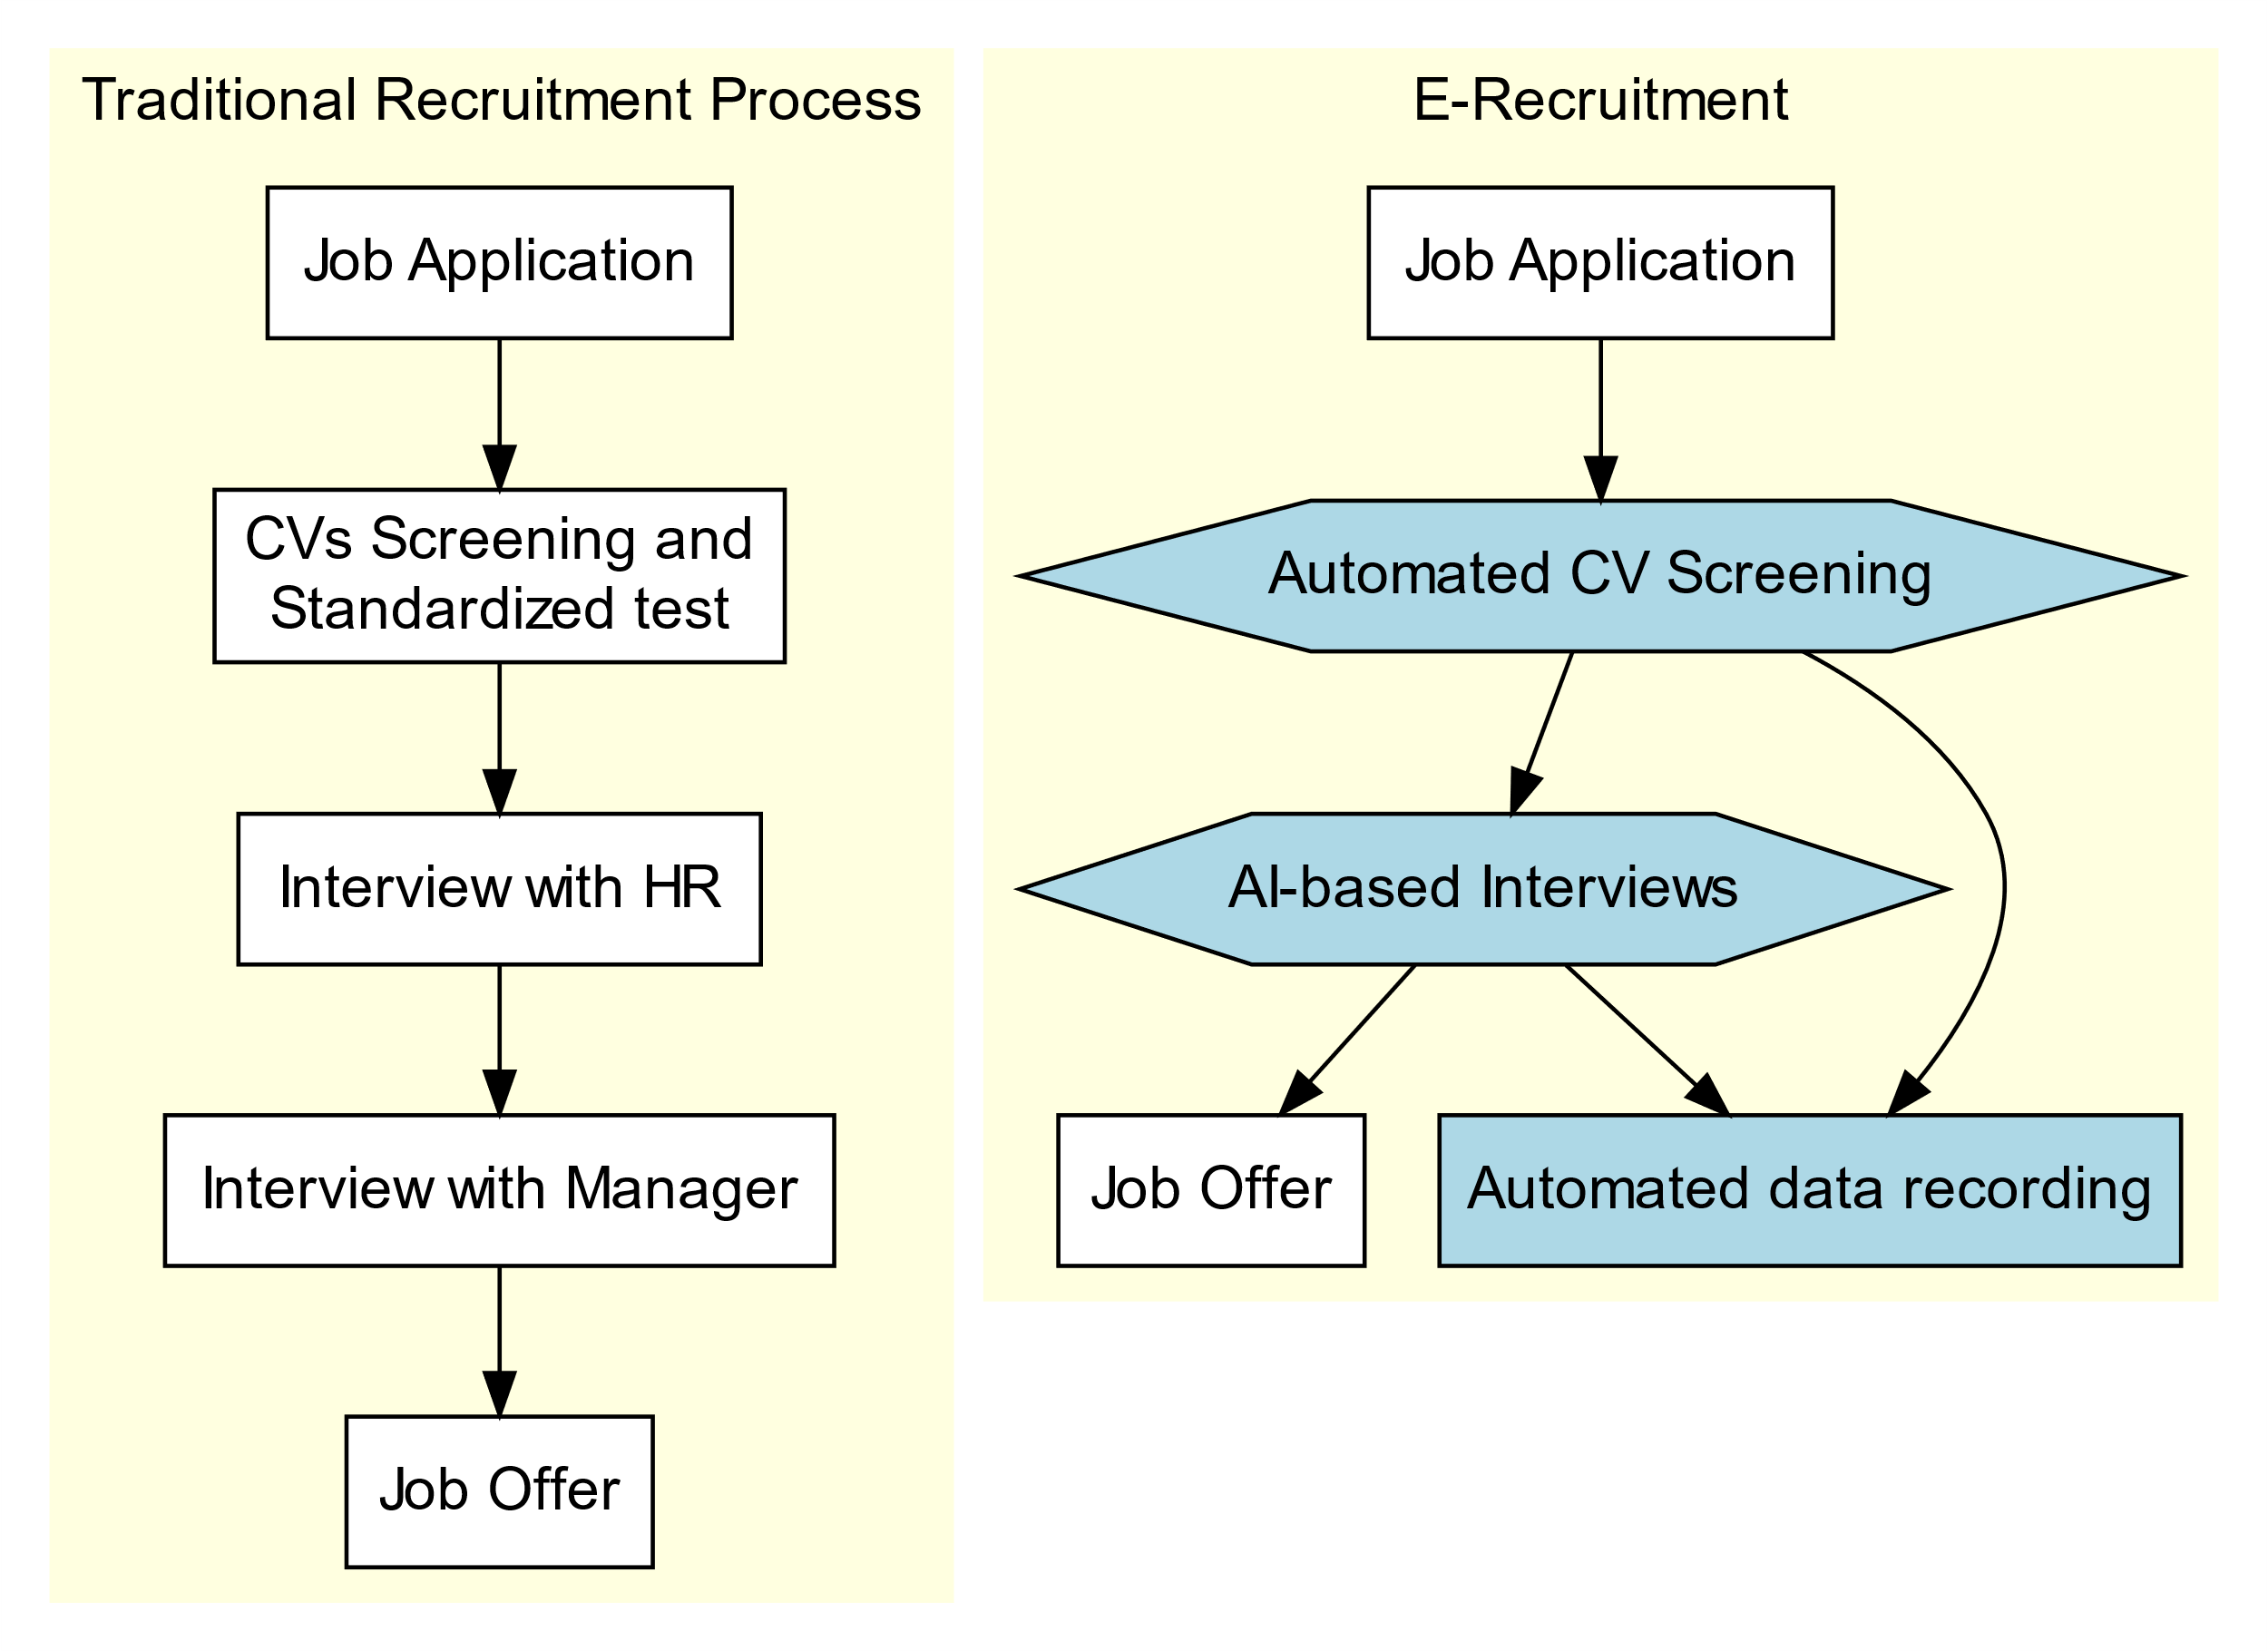 Traditional Recruitment Process
Job Application
CVs Screening and
Standardized test
Interview with HR
Interview with Manager
Job Offer
E-Recruitment
Job Application
Automated CV Screening
AI-based Interviews
Job Offer
Automated data recording